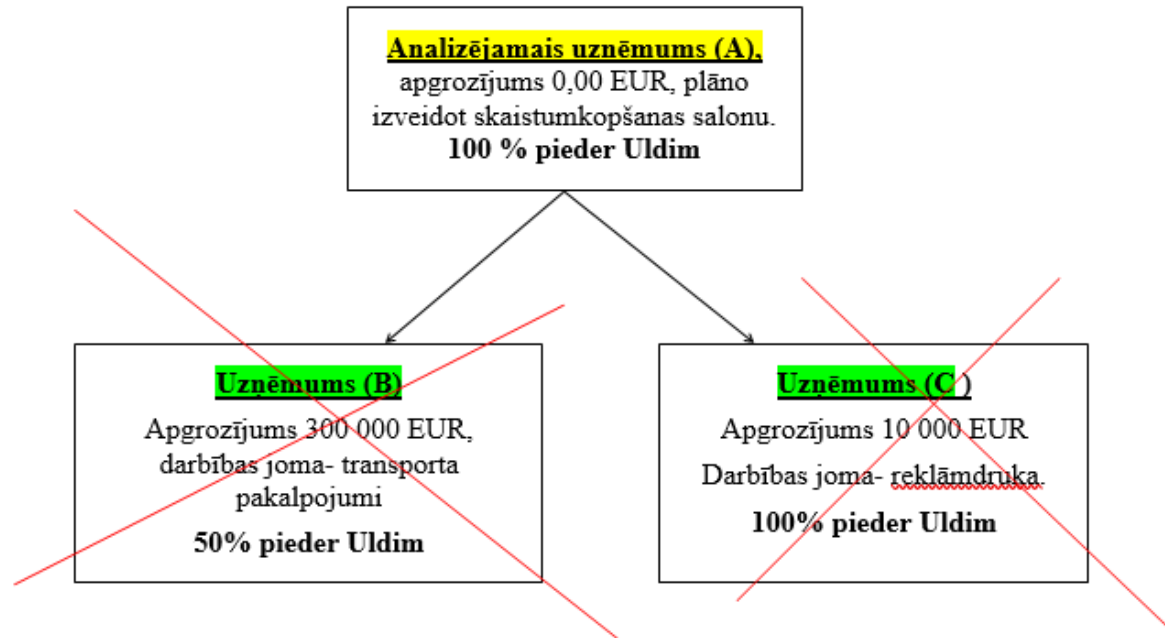 Analizējamais uzņēmums (A),
apgrozījums 0,00 EUR, plāno
izveidot skaistumkopšanas salonu.
100 % pieder Uldim
Uzņēmums (B)
Apgrozījums 300 000 EUR,
darbības joma- transporta
pakalpojumi
50% pieder Uldim
Uzņēmums (C )
Apgrozījums 10 000 EUR
Darbības joma- reklāmdruka.
100% pieder Uldim